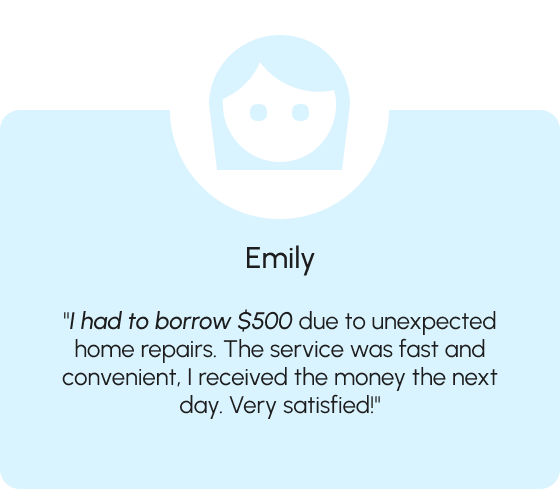 Emily
"I had to borrow $500 due to unexpected
home repairs. The service was fast and
convenient, I received the money the next
day. Very satisfied!"